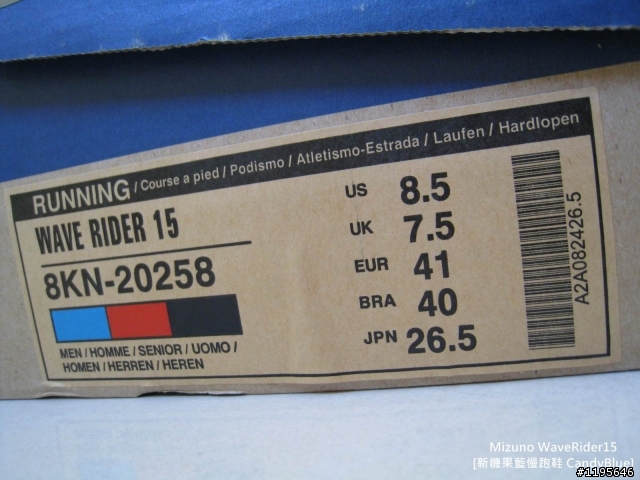 RUNNING / Course a pied / Podismo / Atletismo-Estrada / Laufen / Hardlopen
WAVE RIDER 15
8KN-20258
MEN / HOMME / SENIOR / UOMO /
HOMEN / HERREN / HEREN
US 8.5
UK 7.5
EUR 41
BRA 40
JPN 26.5
A2A082426.5
Mizuno WaveRider15
[新糖果藍慢跑鞋 CandyBlue]
#1195646